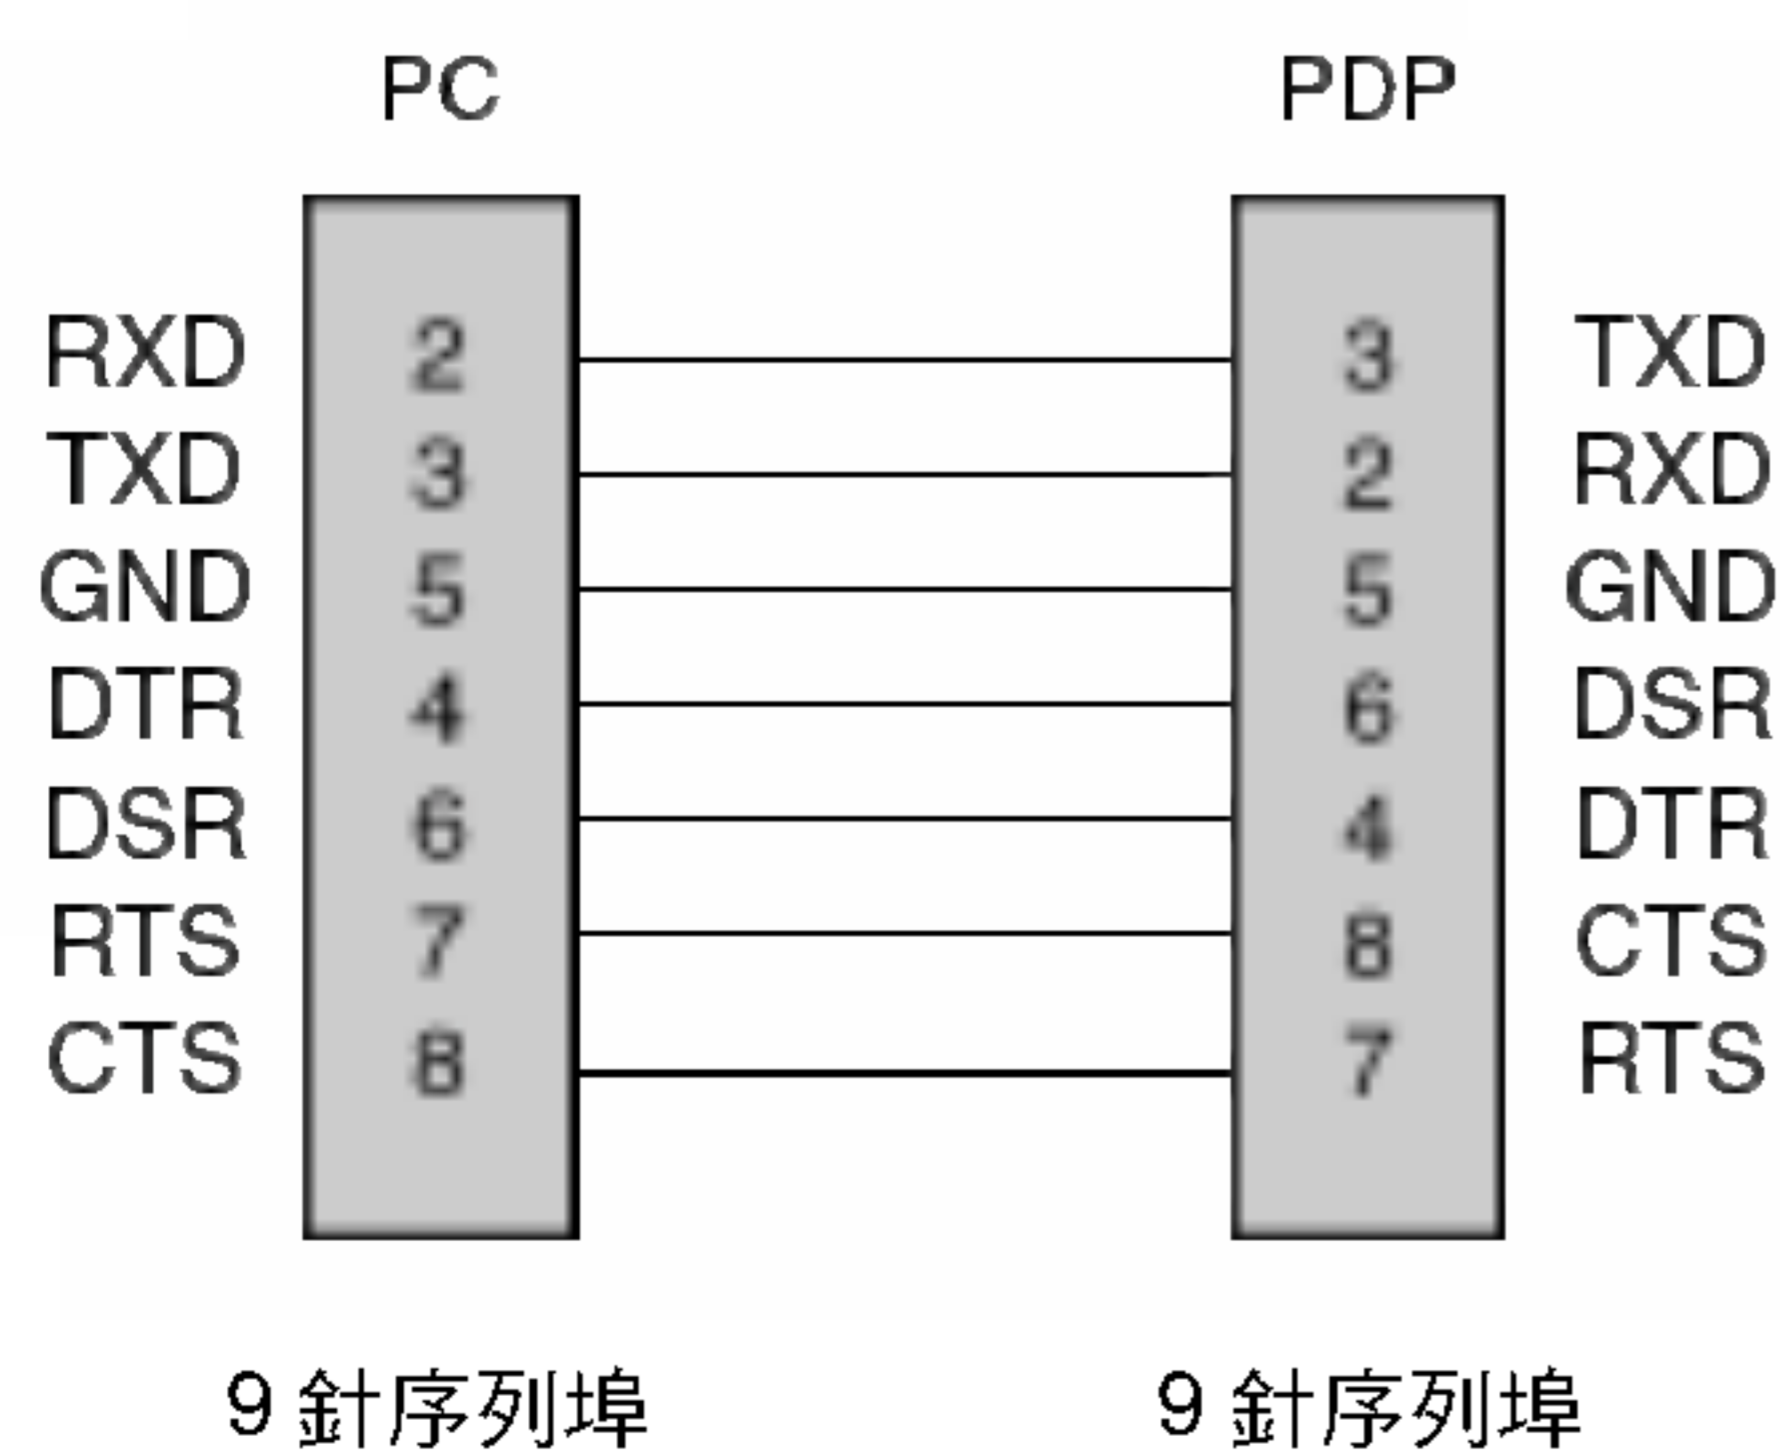 PC PDP
RXD 2 3 TXD
TXD 3 2 RXD
GND 5 5 GND
DTR 4 6 DSR
DSR 6 4 DTR
RTS 7 8 CTS
CTS 8 7 RTS
9 針序列埠 9 針序列埠